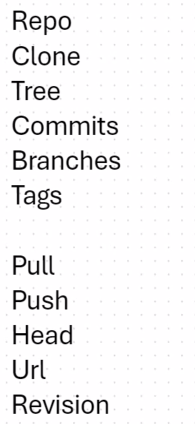 Repo
Clone
Tree
Commits
Branches
Tags
Pull
Push
Head
Url
Revision